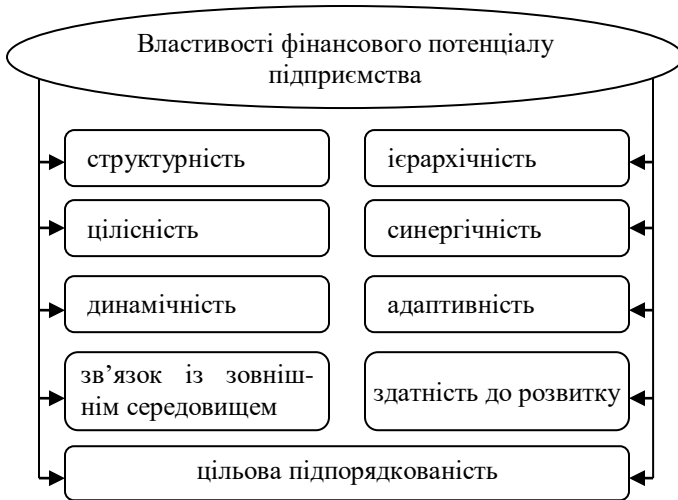 Властивості фінансового потенціалу
підприємства
структурність
ієрархічність
цілісність
синергічність
динамічність
адаптивність
зв’язок із зовніш-
нім середовищем
здатність до розвитку
цільова підпорядкованість